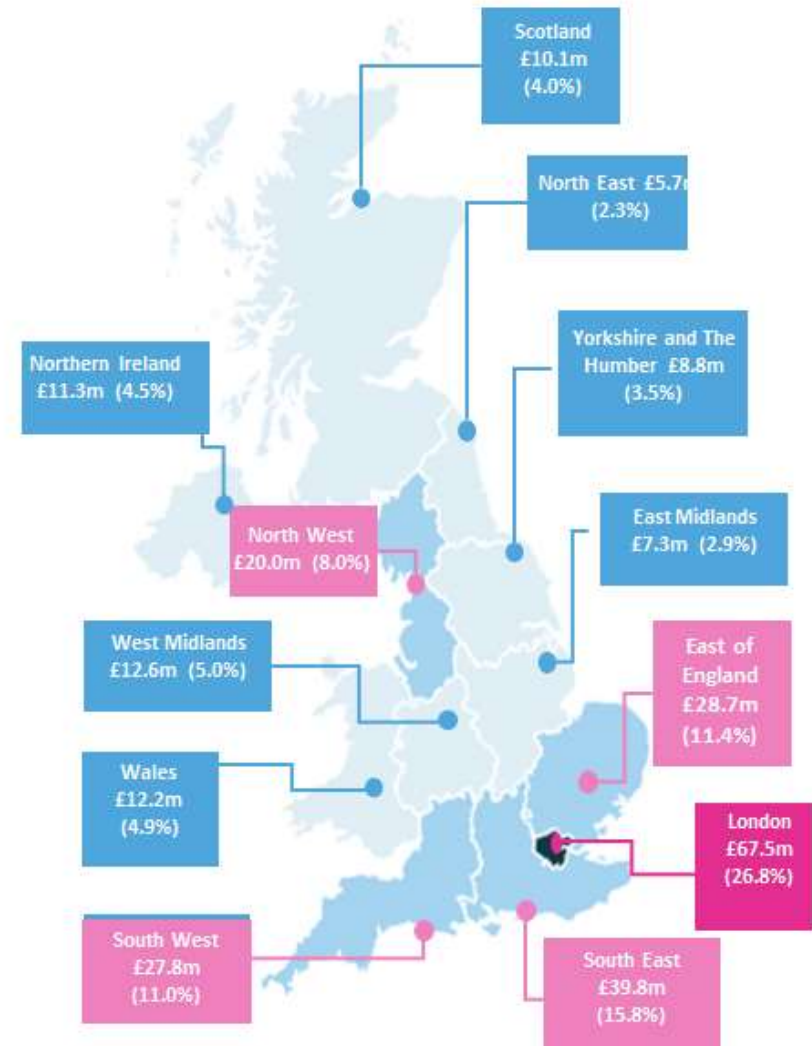 Scotland
£10.1m
(4.0%)
North East £5.7m
(2.3%)
Yorkshire and The
Humber £8.8m
(3.5%)
Northern Ireland
£11.3m (4.5%)
East Midlands
£7.3m (2.9%)
North West
£20.0m (8.0%)
West Midlands
£12.6m (5.0%)
East of
England
£28.7m
(11.4%)
Wales
£12.2m
(4.9%)
London
£67.5m
(26.8%)
South West
£27.8m
(11.0%)
South East
£39.8m
(15.8%)